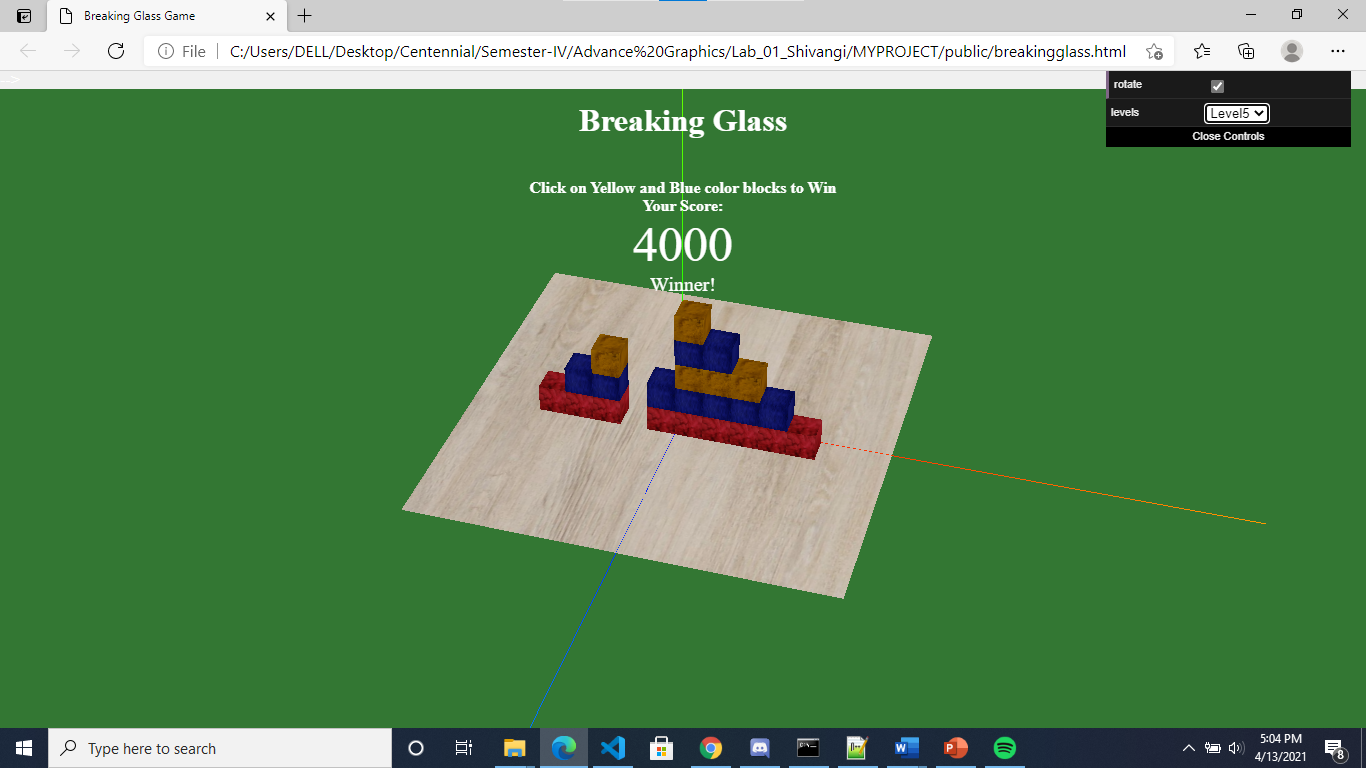 Breaking Glass Game
File
C:/Users/DELL/Desktop/Centennial/Semester-IV/Advance%20Graphics/Lab_01_Shivangi/MYPROJECT/public/breakingglass.html
-->
rotate
levels Level5
Close Controls
Breaking Glass
Click on Yellow and Blue color blocks to Win
Your Score:
4000
Winner!
Type here to search
5:04 PM
4/13/2021
8